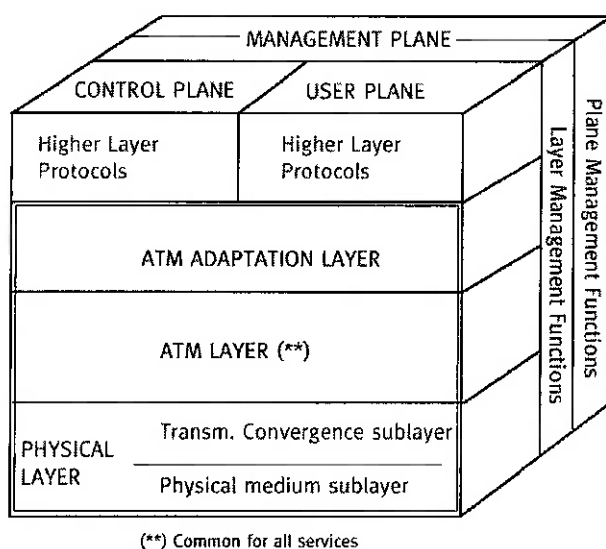 MANAGEMENT PLANE
CONTROL PLANE
USER PLANE
Higher Layer
Protocols
Higher Layer
Protocols
ATM ADAPTATION LAYER
ATM LAYER (**)
PHYSICAL
LAYER
Transm. Convergence sublayer
Physical medium sublayer
Layer Management Functions
Plane Management Functions
(**) Common for all services